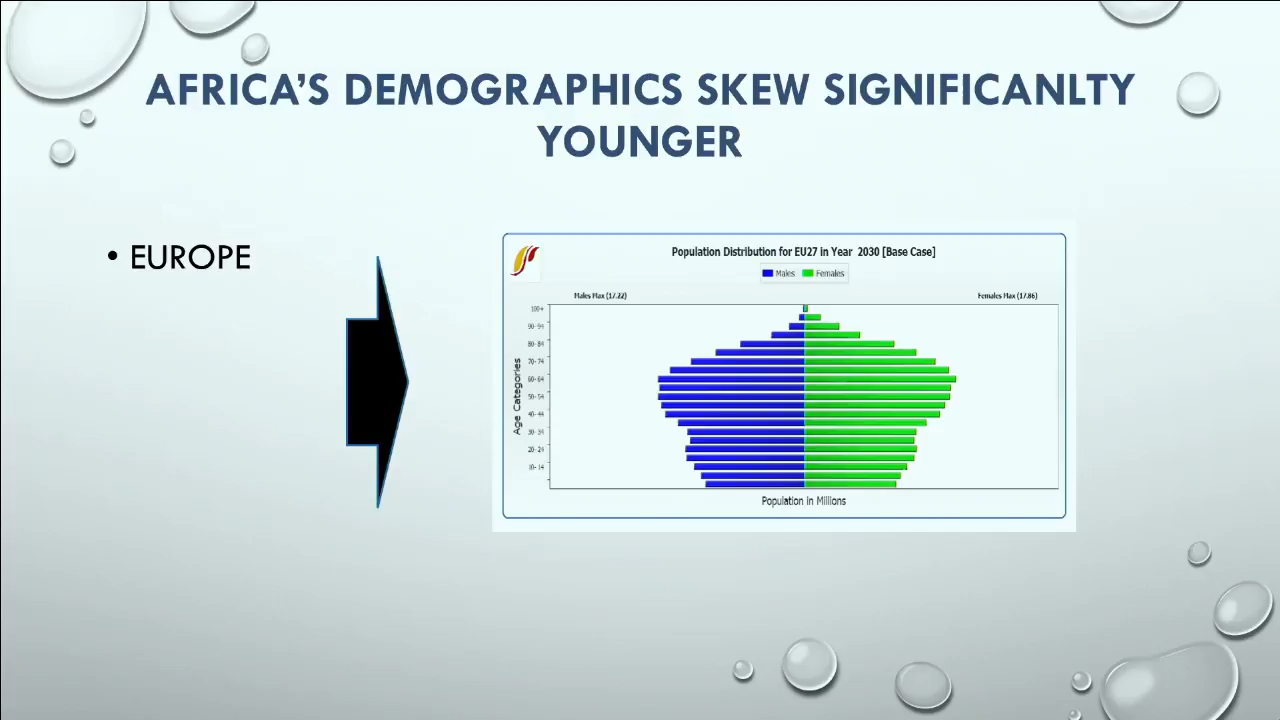 AFRICA’S DEMOGRAPHICS SKEW SIGNIFICANLTY
YOUNGER
• EUROPE
Population Distribution for EU27 in Year 2030 [Base Case]
Males Females
Males Max (17.22) Females Max (17.86)
100+
90-94
80-84
70-74
60-64
50-54
40-44
30-34
20-24
10-14
Age Categories
Population in Millions